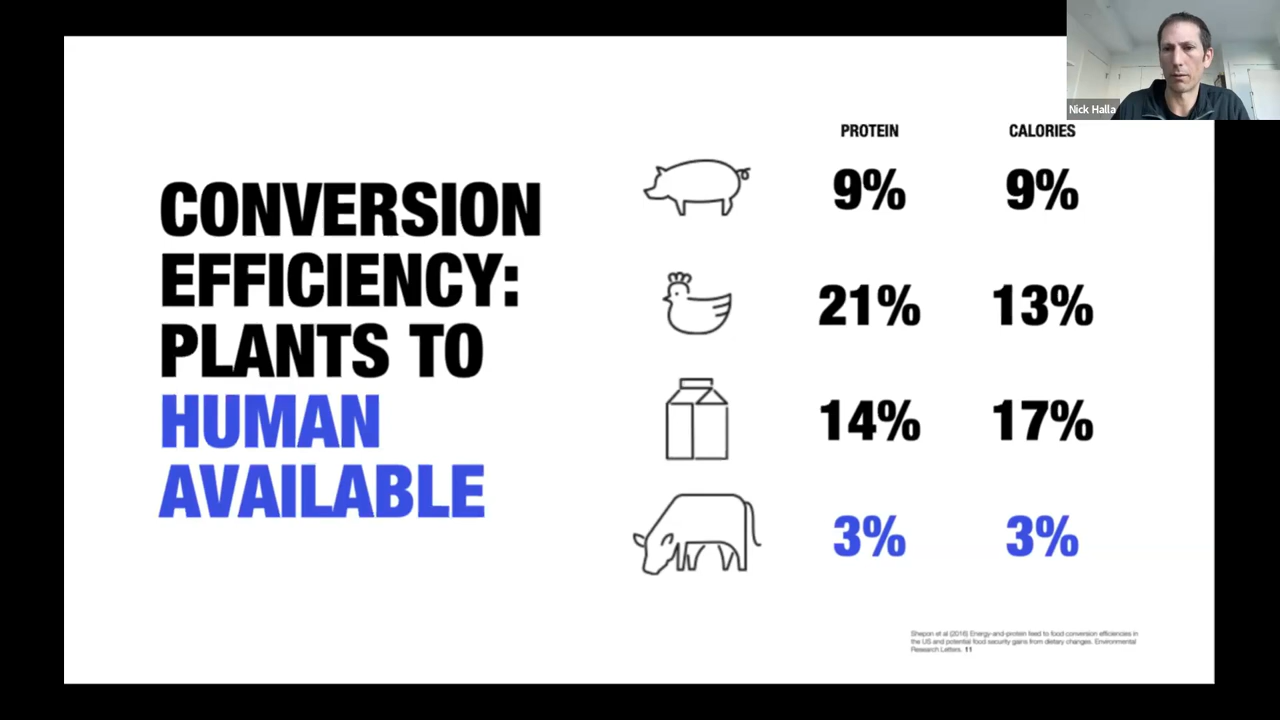 Nick Halla
PROTEIN CALORIES
CONVERSION
EFFICIENCY:
PLANTS TO
HUMAN
AVAILABLE
9% 9%
21% 13%
14% 17%
3% 3%
Shepon et al (2016) Energy-and-protein feed to food conversion efficiencies in
the US and potential food security gains from dietary changes. Environmental
Research Letters. 11